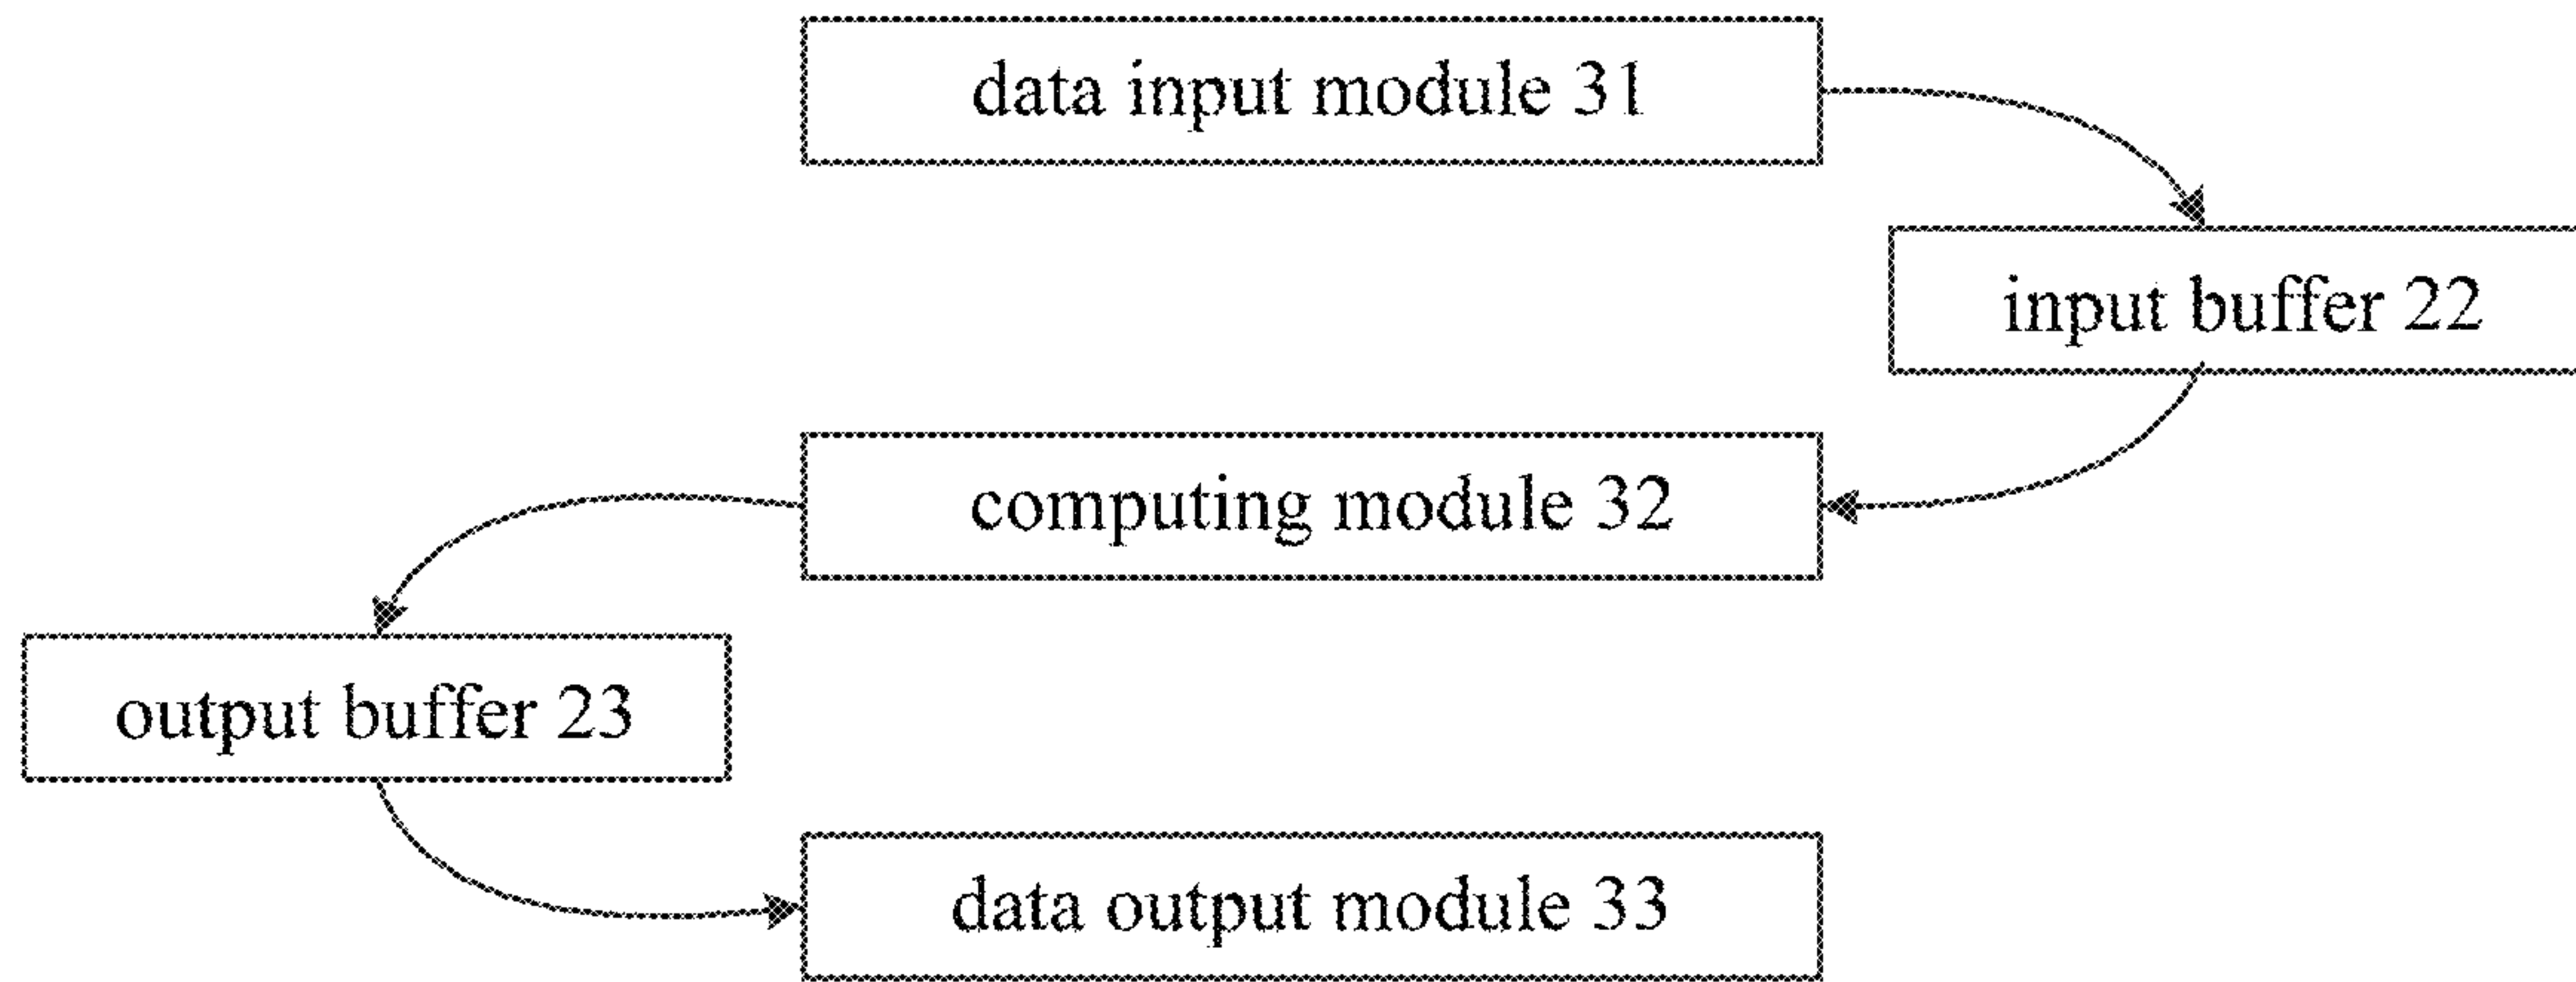 data input module 31
input buffer 22
computing module 32
output buffer 23
data output module 33